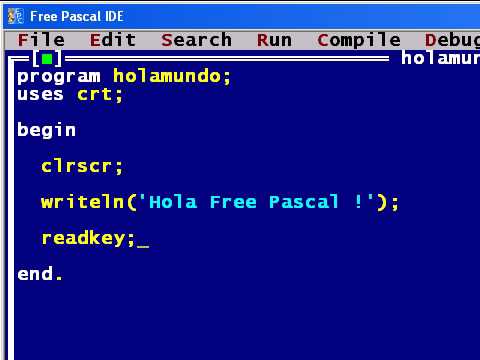 Free Pascal IDE
File Edit Search Run Compile Debug
holamun
program holamundo;
uses crt;
begin
clrscr;
writeln('Hola Free Pascal !');
readkey;_
end.